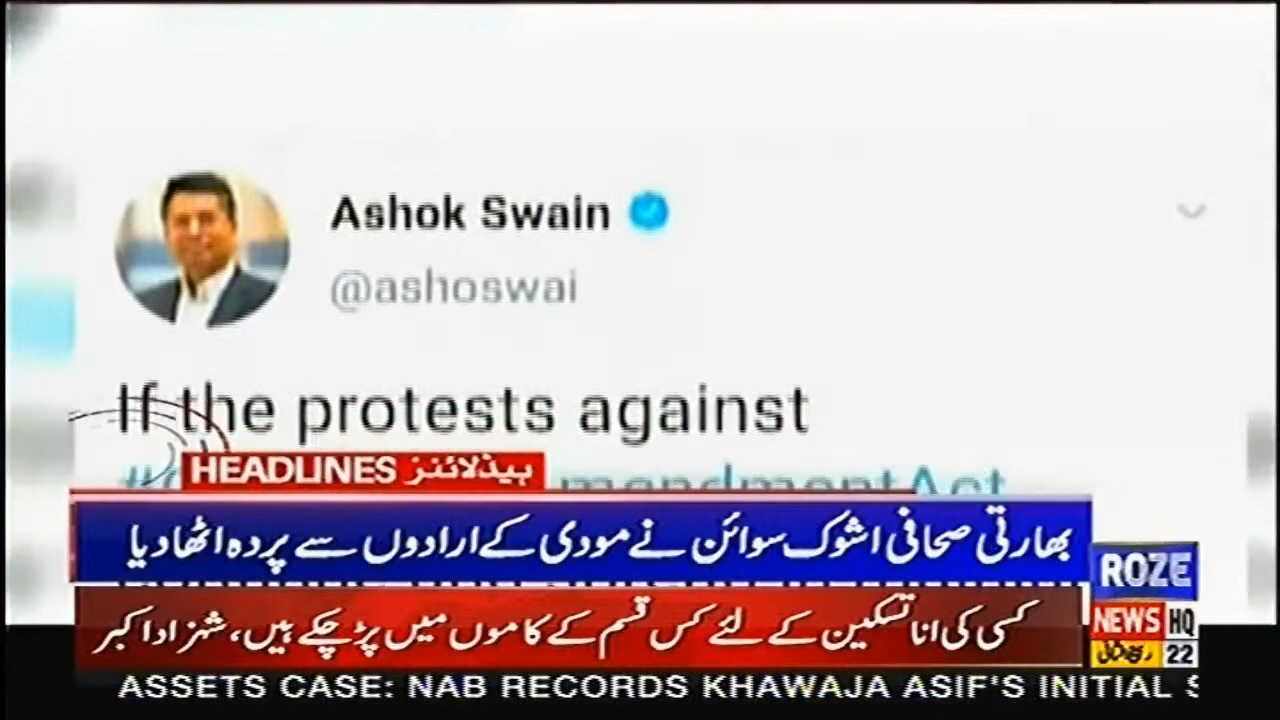 Ashok Swain
@ashoswai
If the protests against
mendmentAct
HEADLINES ہیڈلائنز
بھارتی صحافی اشوک سوائن نے مودی کے ارادوں سے پردہ اٹھا دیا
کسی کی انا تسکین کے لئے کس قسم کے کاموں میں پڑ چکے ہیں، شہزاد اکبر
ROZE
NEWS HQ
22
ASSETS CASE: NAB RECORDS KHAWAJA ASIF'S INITIAL